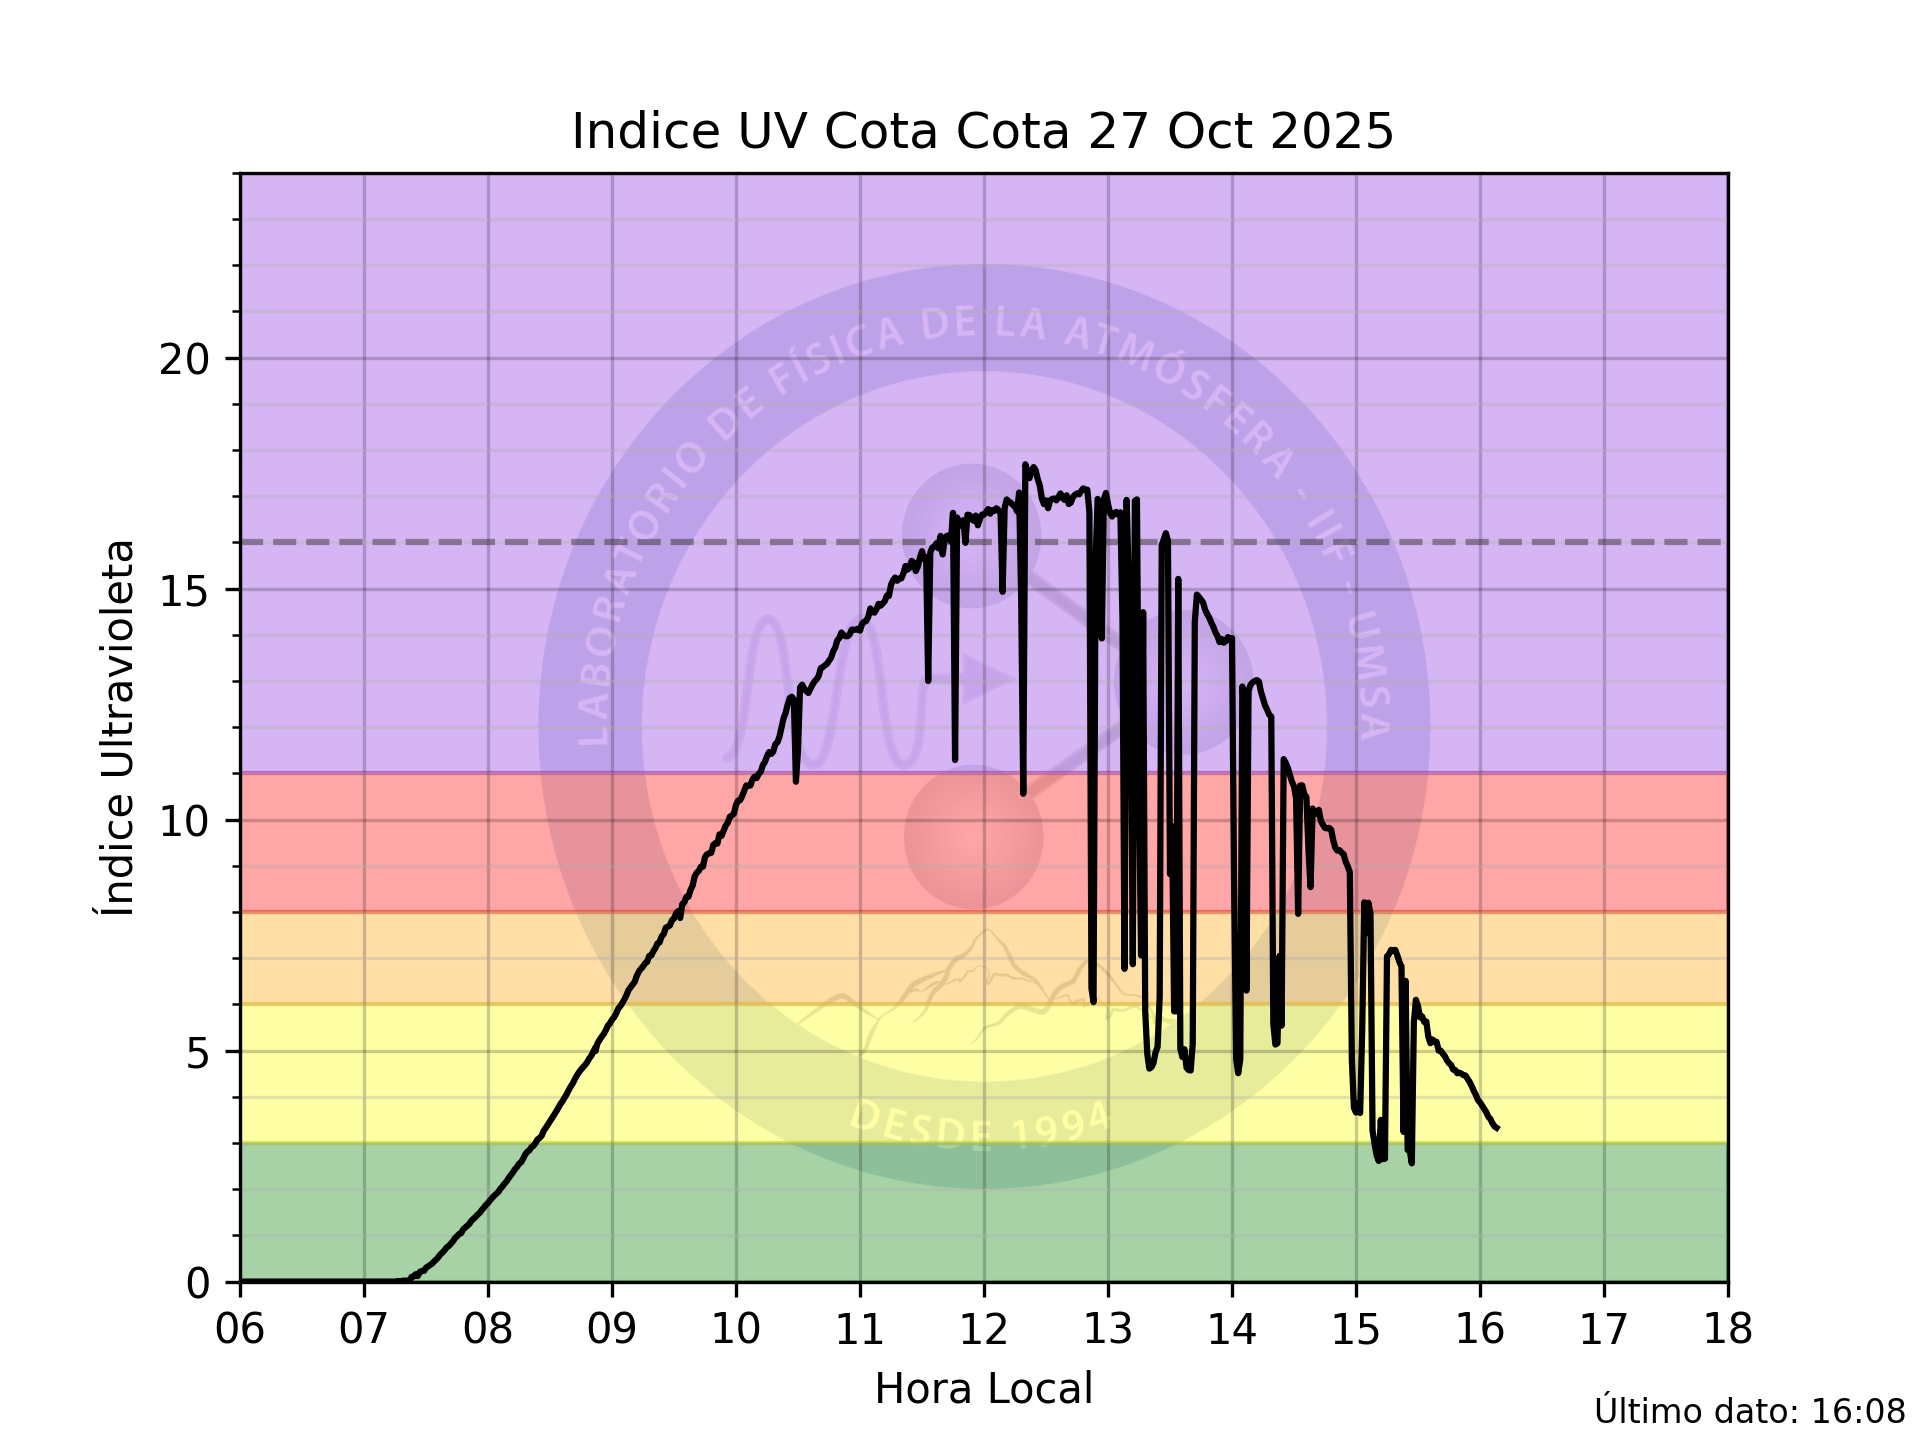 Indice UV Cota Cota 27 Oct 2025
Índice Ultravioleta
20
15
10
5
0
LABORATORIO DE FÍSICA DE LA ATMÓSFERA - IIF - UMSA
DESDE 1994
06 07 08 09 10 11 12 13 14 15 16 17 18
Hora Local
Último dato: 16:08